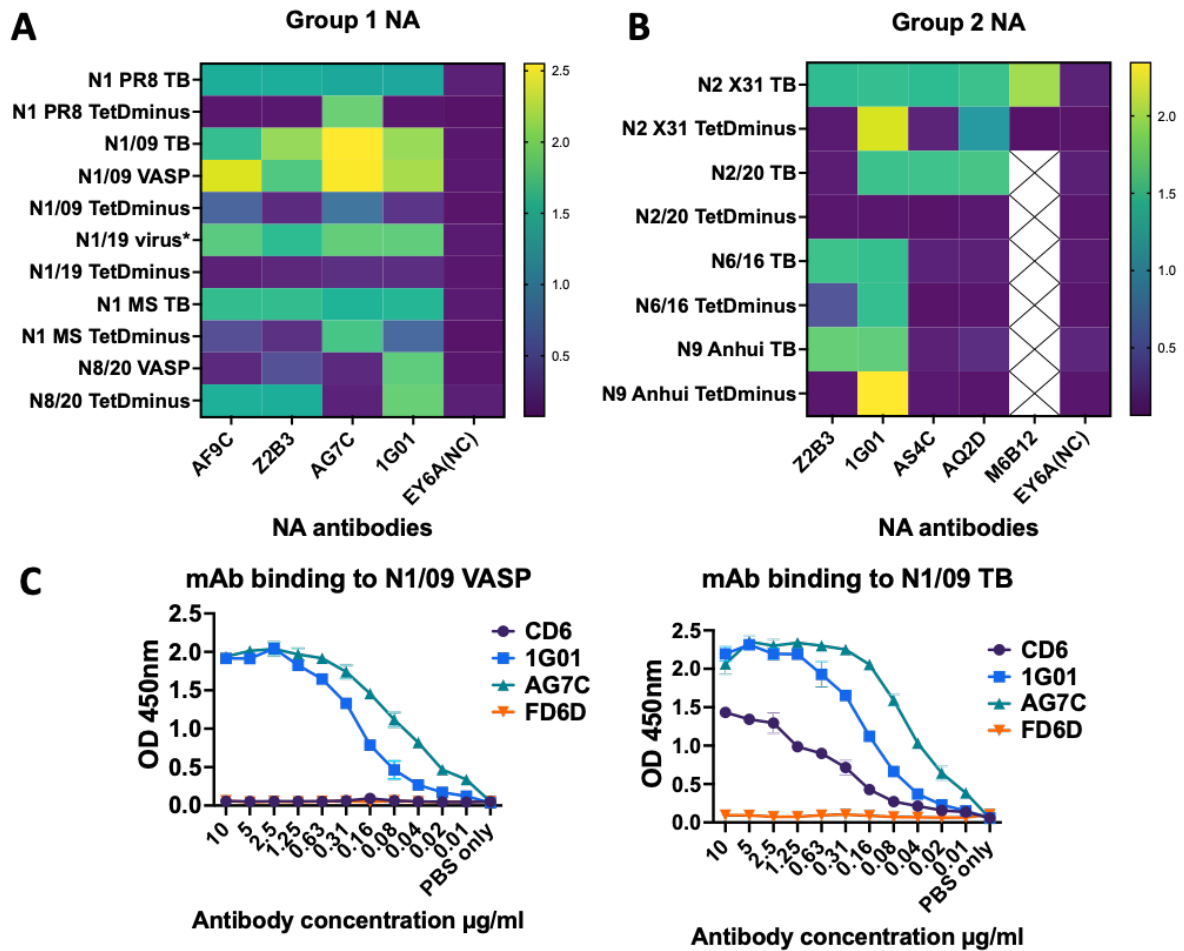 A
Group 1 NA
N1 PR8 TB
N1 PR8 TetDminus
N1/09 TB
N1/09 VASP
N1/09 TetDminus
N1/19 virus*
N1/19 TetDminus
N1 MS TB
N1 MS TetDminus
N8/20 VASP
N8/20 TetDminus
2.5
2.0
1.5
1.0
0.5
AF9C
Z2B3
AG7C
1G01
EY6A(NC)
NA antibodies
B
Group 2 NA
N2 X31 TB
N2 X31 TetDminus
N2/20 TB
N2/20 TetDminus
N6/16 TB
N6/16 TetDminus
N9 Anhui TB
N9 Anhui TetDminus
2.0
1.5
1.0
0.5
Z2B3
1G01
AS4C
AQ2D
M6B12
EY6A(NC)
NA antibodies
C
mAb binding to N1/09 VASP
OD 450nm
2.5
2.0
1.5
1.0
0.5
0.0
CD6
1G01
AG7C
FD6D
10
5
2.5
1.25
0.63
0.31
0.16
0.08
0.04
0.02
0.01
PBS only
Antibody concentration µg/ml
mAb binding to N1/09 TB
OD 450nm
2.5
2.0
1.5
1.0
0.5
0.0
CD6
1G01
AG7C
FD6D
10
5
2.5
1.25
0.63
0.31
0.16
0.08
0.04
0.02
0.01
PBS only
Antibody concentration µg/ml